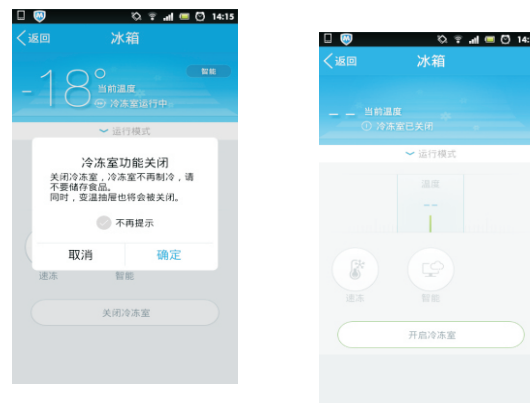 14:15
返回
冰箱
-18°
当前温度
冷冻室运行中
智能
运行模式
冷冻室功能关闭
关闭冷冻室，冷冻室不再制冷，请
不要储存食品。
同时，变温抽屉也将会被关闭。
不再提示
取消
确定
速冻
智能
关闭冷冻室
14:
返回
冰箱
-- 当前温度
冷冻室已关闭
运行模式
温度
--
速冻
智能
开启冷冻室